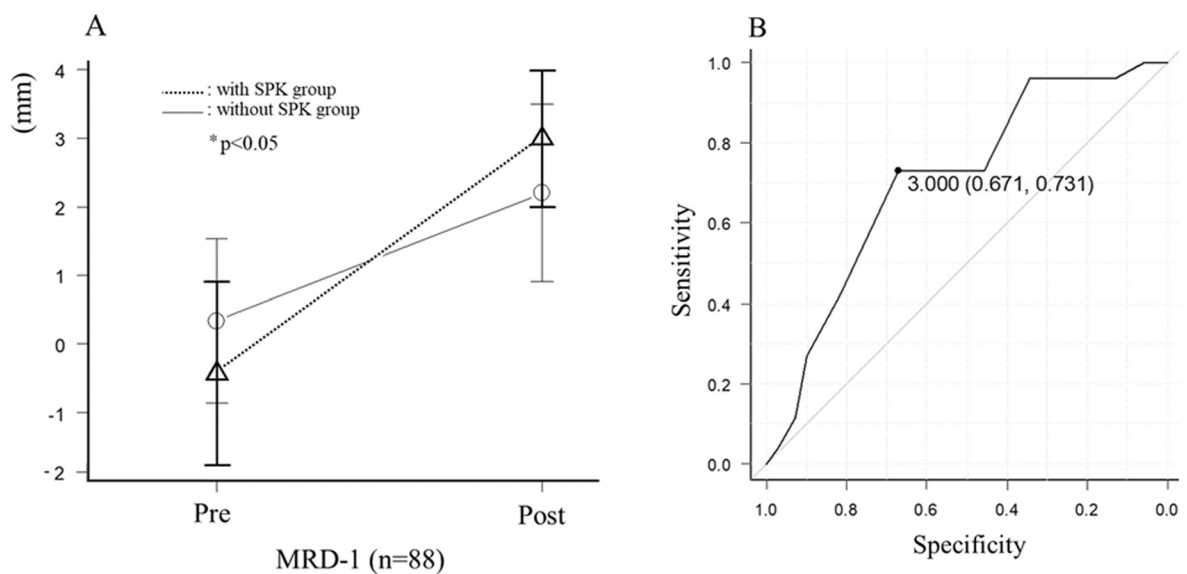 A
(mm)
4
3
2
1
0
-1
-2
: with SPK group
: without SPK group
*p<0.05
Pre
Post
MRD-1 (n=88)
B
Sensitivity
1.0
0.8
0.6
0.4
0.2
0.0
3.000 (0.671, 0.731)
1.0 0.8 0.6 0.4 0.2 0.0
Specificity